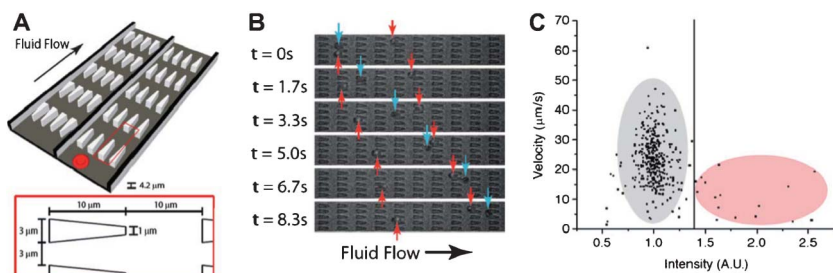 A
Fluid Flow
4.2 μm
10 μm
10 μm
3 μm
1 μm
3 μm
B
t = 0s
t = 1.7s
t = 3.3s
t = 5.0s
t = 6.7s
t = 8.3s
Fluid Flow
C
Velocity (μm/s)
70
60
50
40
30
20
10
0
0.5
1.0
1.5
2.0
2.5
Intensity (A.U.)